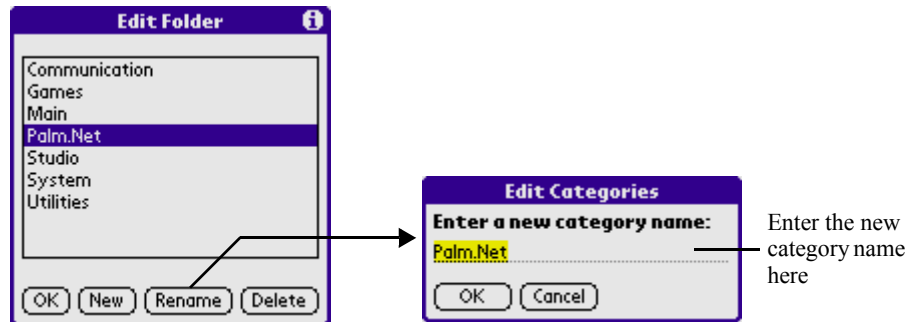 Edit Folder
Communication
Games
Main
Palm.Net
Studio
System
Utilities
OK New Rename Delete
Edit Categories
Enter a new category name:
Palm.Net
OK Cancel
Enter the new
category name
here